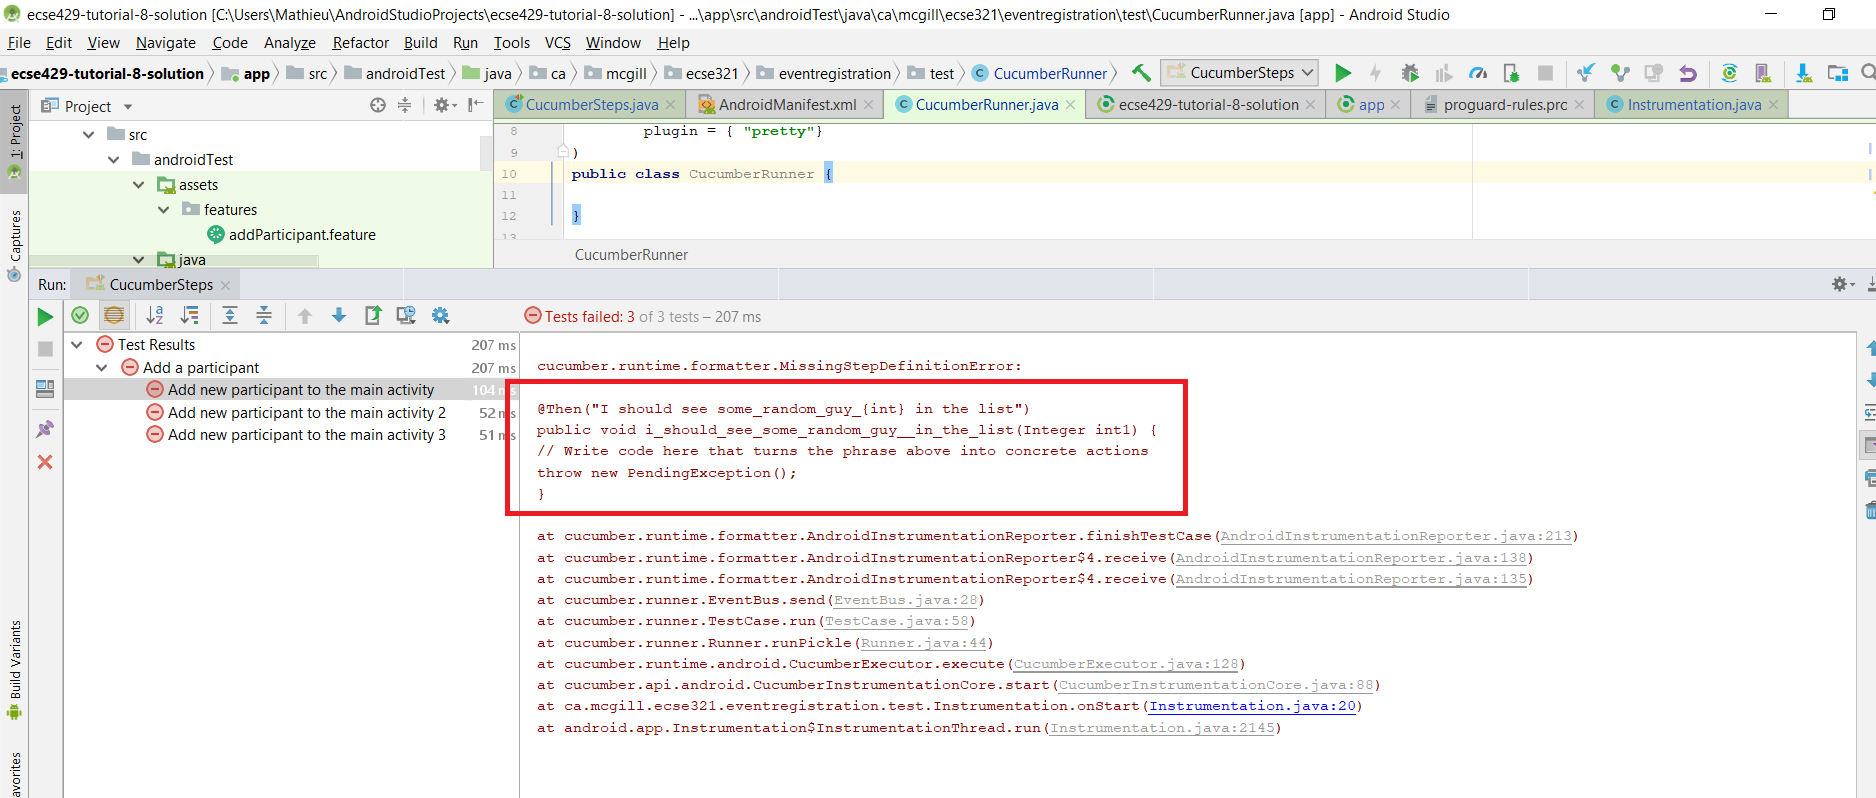 ecse429-tutorial-8-solution [C:\Users\Mathieu\AndroidStudioProjects\ecse429-tutorial-8-solution] - ...\app\src\androidTest\java\ca\mcgill\ecse321\eventregistration\test\CucumberRunner.java [app] - Android Studio
File Edit View Navigate Code Analyze Refactor Build Run Tools VCS Window Help
ecse429-tutorial-8-solution app src androidTest java ca mcgill ecse321 eventregistration test CucumberRunner CucumberSteps
Project CucumberSteps.java AndroidManifest.xml CucumberRunner.java ecse429-tutorial-8-solution app proguard-rules.pro Instrumentation.java
1: Project
Captures
Build Variants
avorites
src
androidTest
assets
features
addParticipant.feature
java
8 plugin = { "pretty"}
9 )
10 public class CucumberRunner {
11
12 }
13
CucumberRunner
Run: CucumberSteps
Tests failed: 3 of 3 tests – 207 ms
Test Results 207 ms
Add a participant 207 ms
Add new participant to the main activity 104 ms
Add new participant to the main activity 2 52 ms
Add new participant to the main activity 3 51 ms
cucumber.runtime.formatter.MissingStepDefinitionError:
@Then("I should see some_random_guy_{int} in the list")
public void i_should_see_some_random_guy__in_the_list(Integer int1) {
// Write code here that turns the phrase above into concrete actions
throw new PendingException();
}
at cucumber.runtime.formatter.AndroidInstrumentationReporter.finishTestCase(AndroidInstrumentationReporter.java:213)
at cucumber.runtime.formatter.AndroidInstrumentationReporter$4.receive(AndroidInstrumentationReporter.java:138)
at cucumber.runtime.formatter.AndroidInstrumentationReporter$4.receive(AndroidInstrumentationReporter.java:135)
at cucumber.runner.EventBus.send(EventBus.java:28)
at cucumber.runner.TestCase.run(TestCase.java:58)
at cucumber.runner.Runner.runPickle(Runner.java:44)
at cucumber.runtime.android.CucumberExecutor.execute(CucumberExecutor.java:128)
at cucumber.api.android.CucumberInstrumentationCore.start(CucumberInstrumentationCore.java:88)
at ca.mcgill.ecse321.eventregistration.test.Instrumentation.onStart(Instrumentation.java:20)
at android.app.Instrumentation$InstrumentationThread.run(Instrumentation.java:2145)